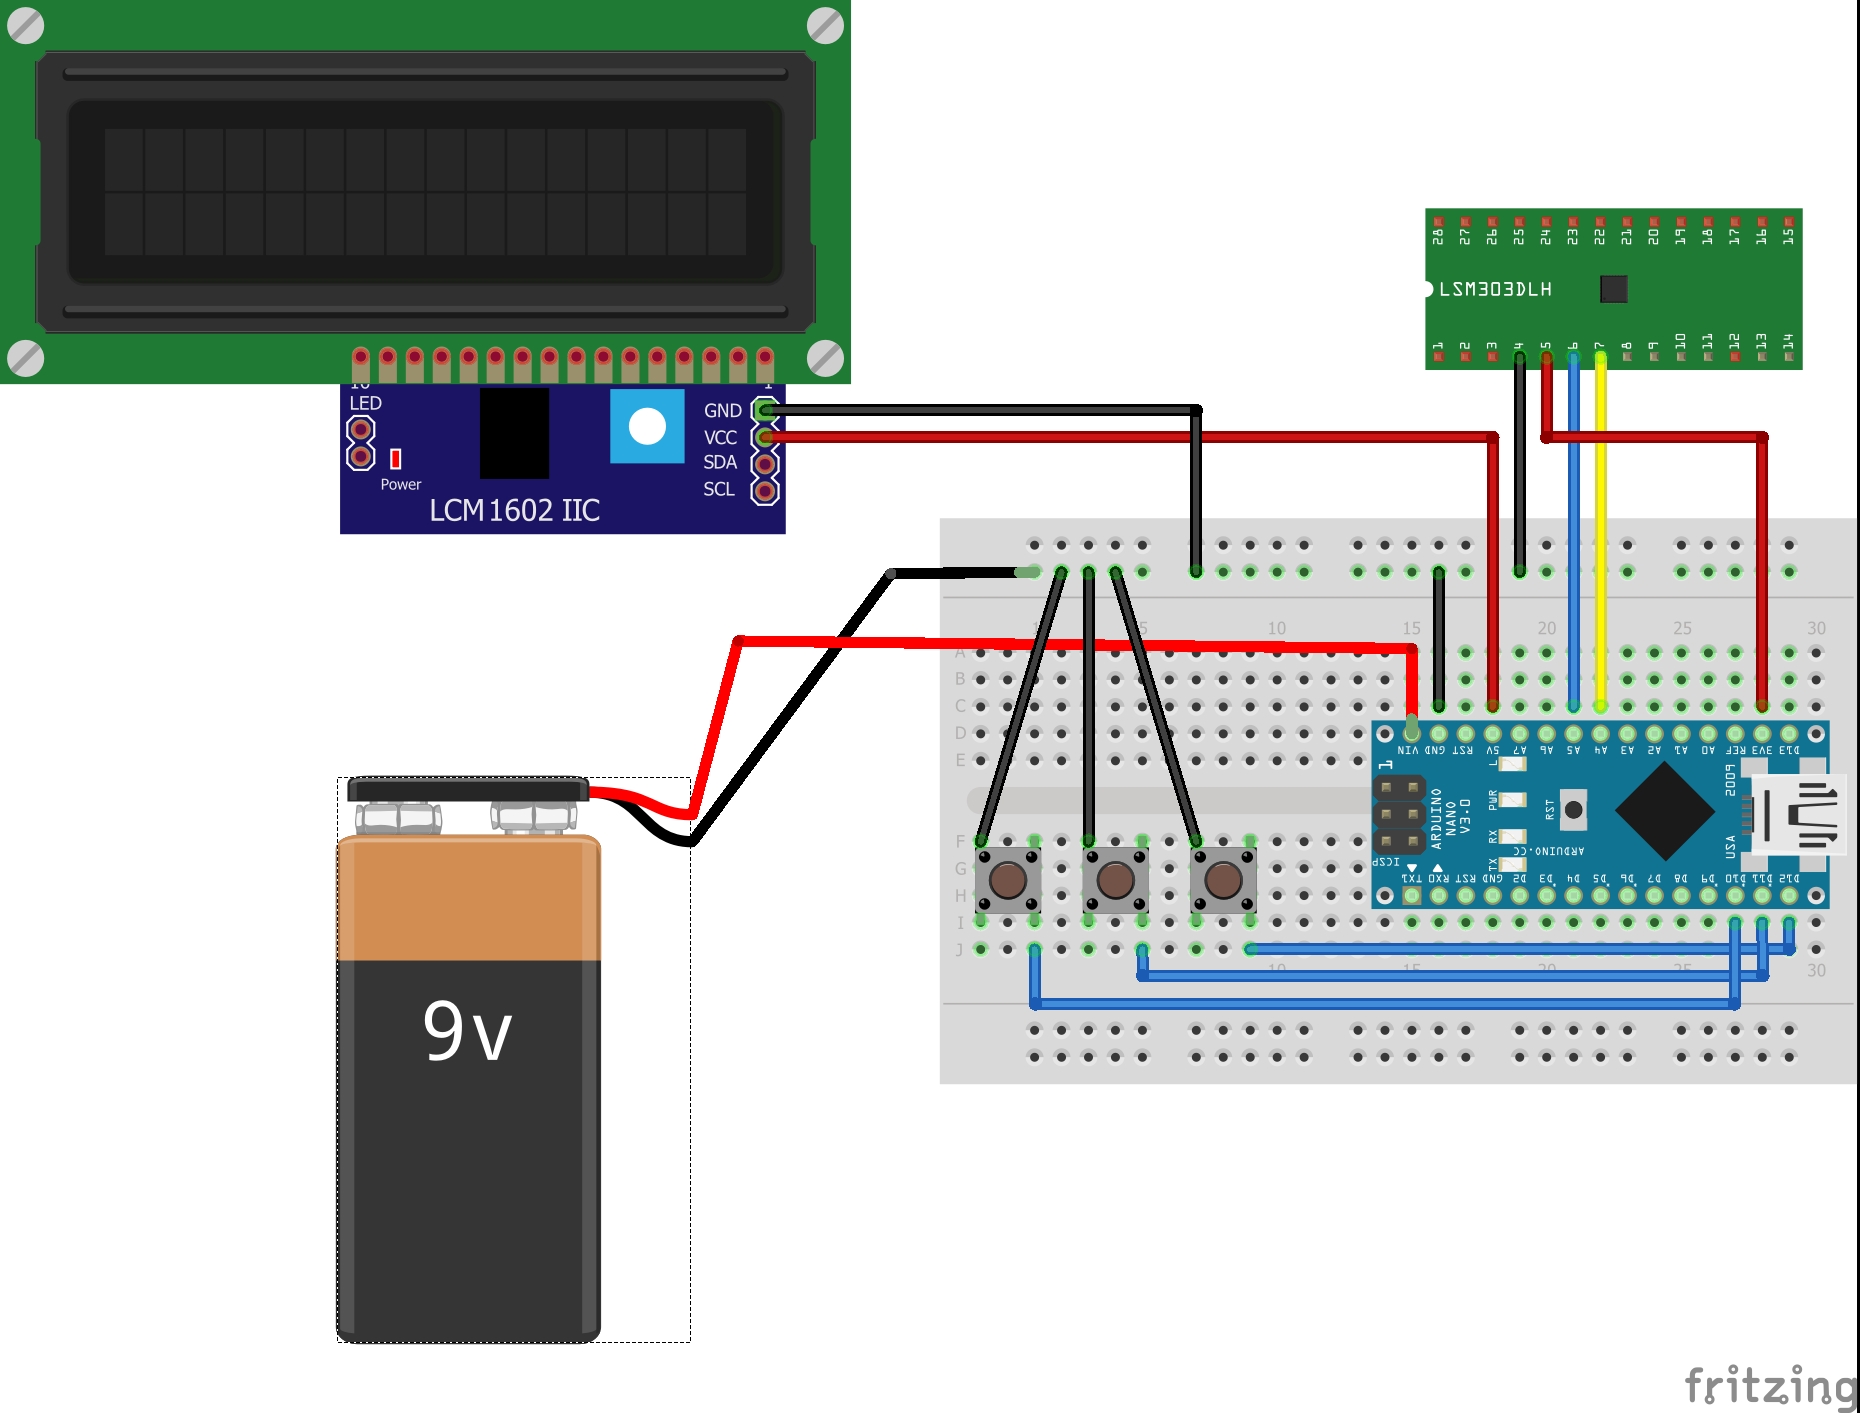 28 27 26 25 24 23 22 21 20 19 18 17 16 15
LSM303DLH
1 2 3 4 5 6 7 8 9 10 11 12 13 14
LED
GND
VCC
SDA
SCL
Power
LCM1602 IIC
15 20 25 30
5 10
A
B
C
D
E
F
G
H
I
J
VIN GND RST 5V A7 A6 A5 A4 A3 A2 A1 A0 REF 3V3 D13
1
L
PWR
RX
TX
RST
ARDUINO
NANO
V3.0
ARDUINO.CC
ICSP
USA
2009
TX1 RX0 RST GND D2 D3 D4 D5 D6 D7 D8 D9 D10 D11 D12
10 15 20 25 30
9v
fritzing